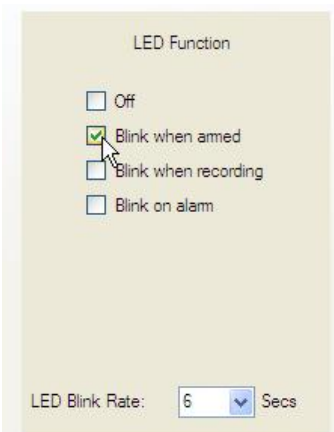 LED Function
Off
Blink when armed
Blink when recording
Blink on alarm
LED Blink Rate: 6 Secs